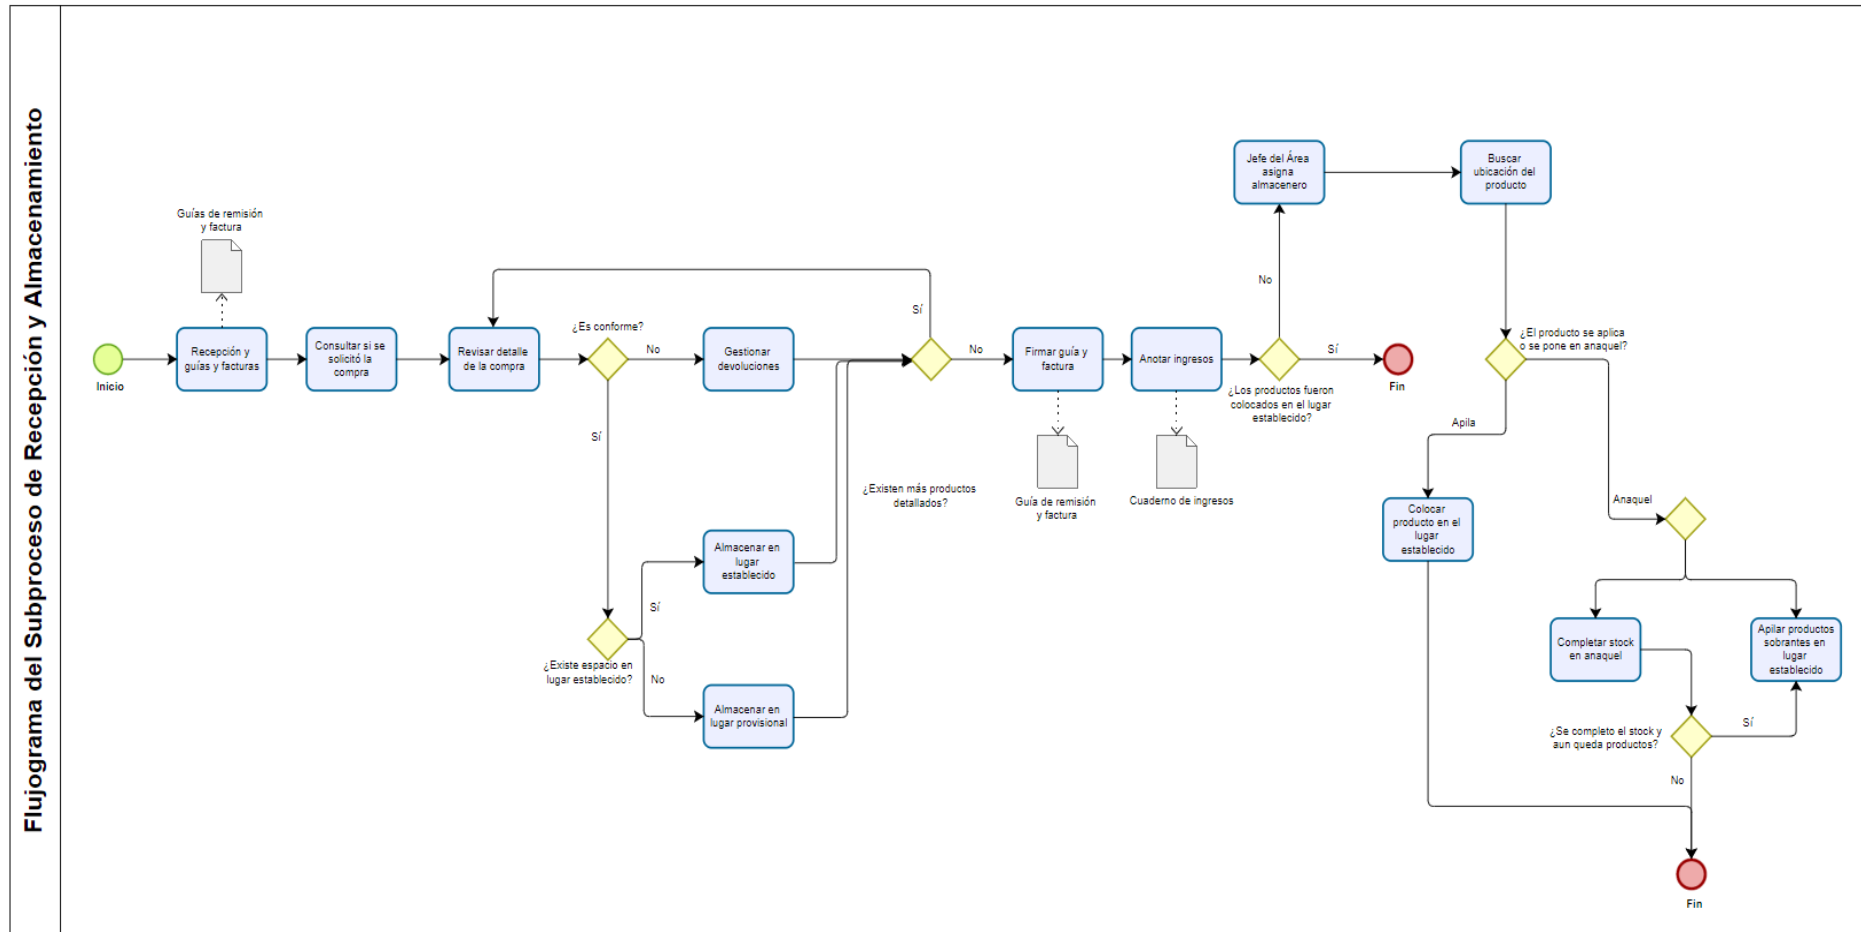 Flujograma del Subproceso de Recepción y Almacenamiento
Inicio
Guías de remisión
y factura
Recepción y
guías y facturas
Consultar si se
solicitó la
compra
Revisar detalle
de la compra
¿Es conforme?
No
Sí
Gestionar
devoluciones
¿Existe espacio en
lugar establecido?
Sí
No
Almacenar en
lugar
establecido
Almacenar en
lugar provisional
¿Existen más productos
detallados?
Sí
No
Firmar guía y
factura
Guía de remisión
y factura
Anotar ingresos
Cuaderno de ingresos
¿Los productos fueron
colocados en el lugar
establecido?
Sí
Fin
No
Jefe del Área
asigna
almacenero
Buscar
ubicación del
producto
¿El producto se aplica
o se pone en anaquel?
Apila
Colocar
producto en el
lugar
establecido
Anaquel
Completar stock
en anaquel
Apilar productos
sobrantes en
lugar
establecido
¿Se completo el stock y
aun queda productos?
Sí
No
Fin